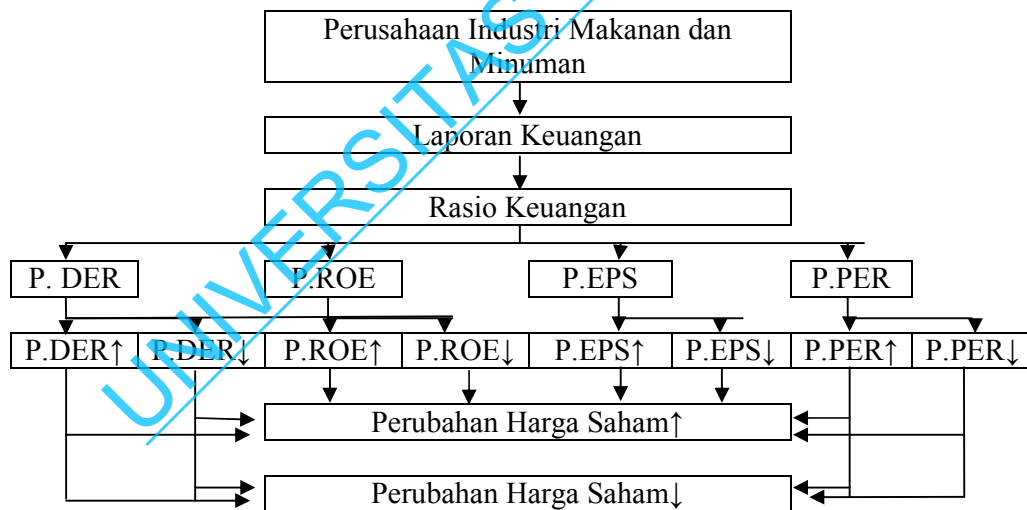 Perusahaan Industri Makanan dan
Minuman
Laporan Keuangan
Rasio Keuangan
P. DER P.ROE P.EPS P.PER
P.DER↑ P.DER↓ P.ROE↑ P.ROE↓ P.EPS↑ P.EPS↓ P.PER↑ P.PER↓
Perubahan Harga Saham↑
Perubahan Harga Saham↓
UNIVERSITAS